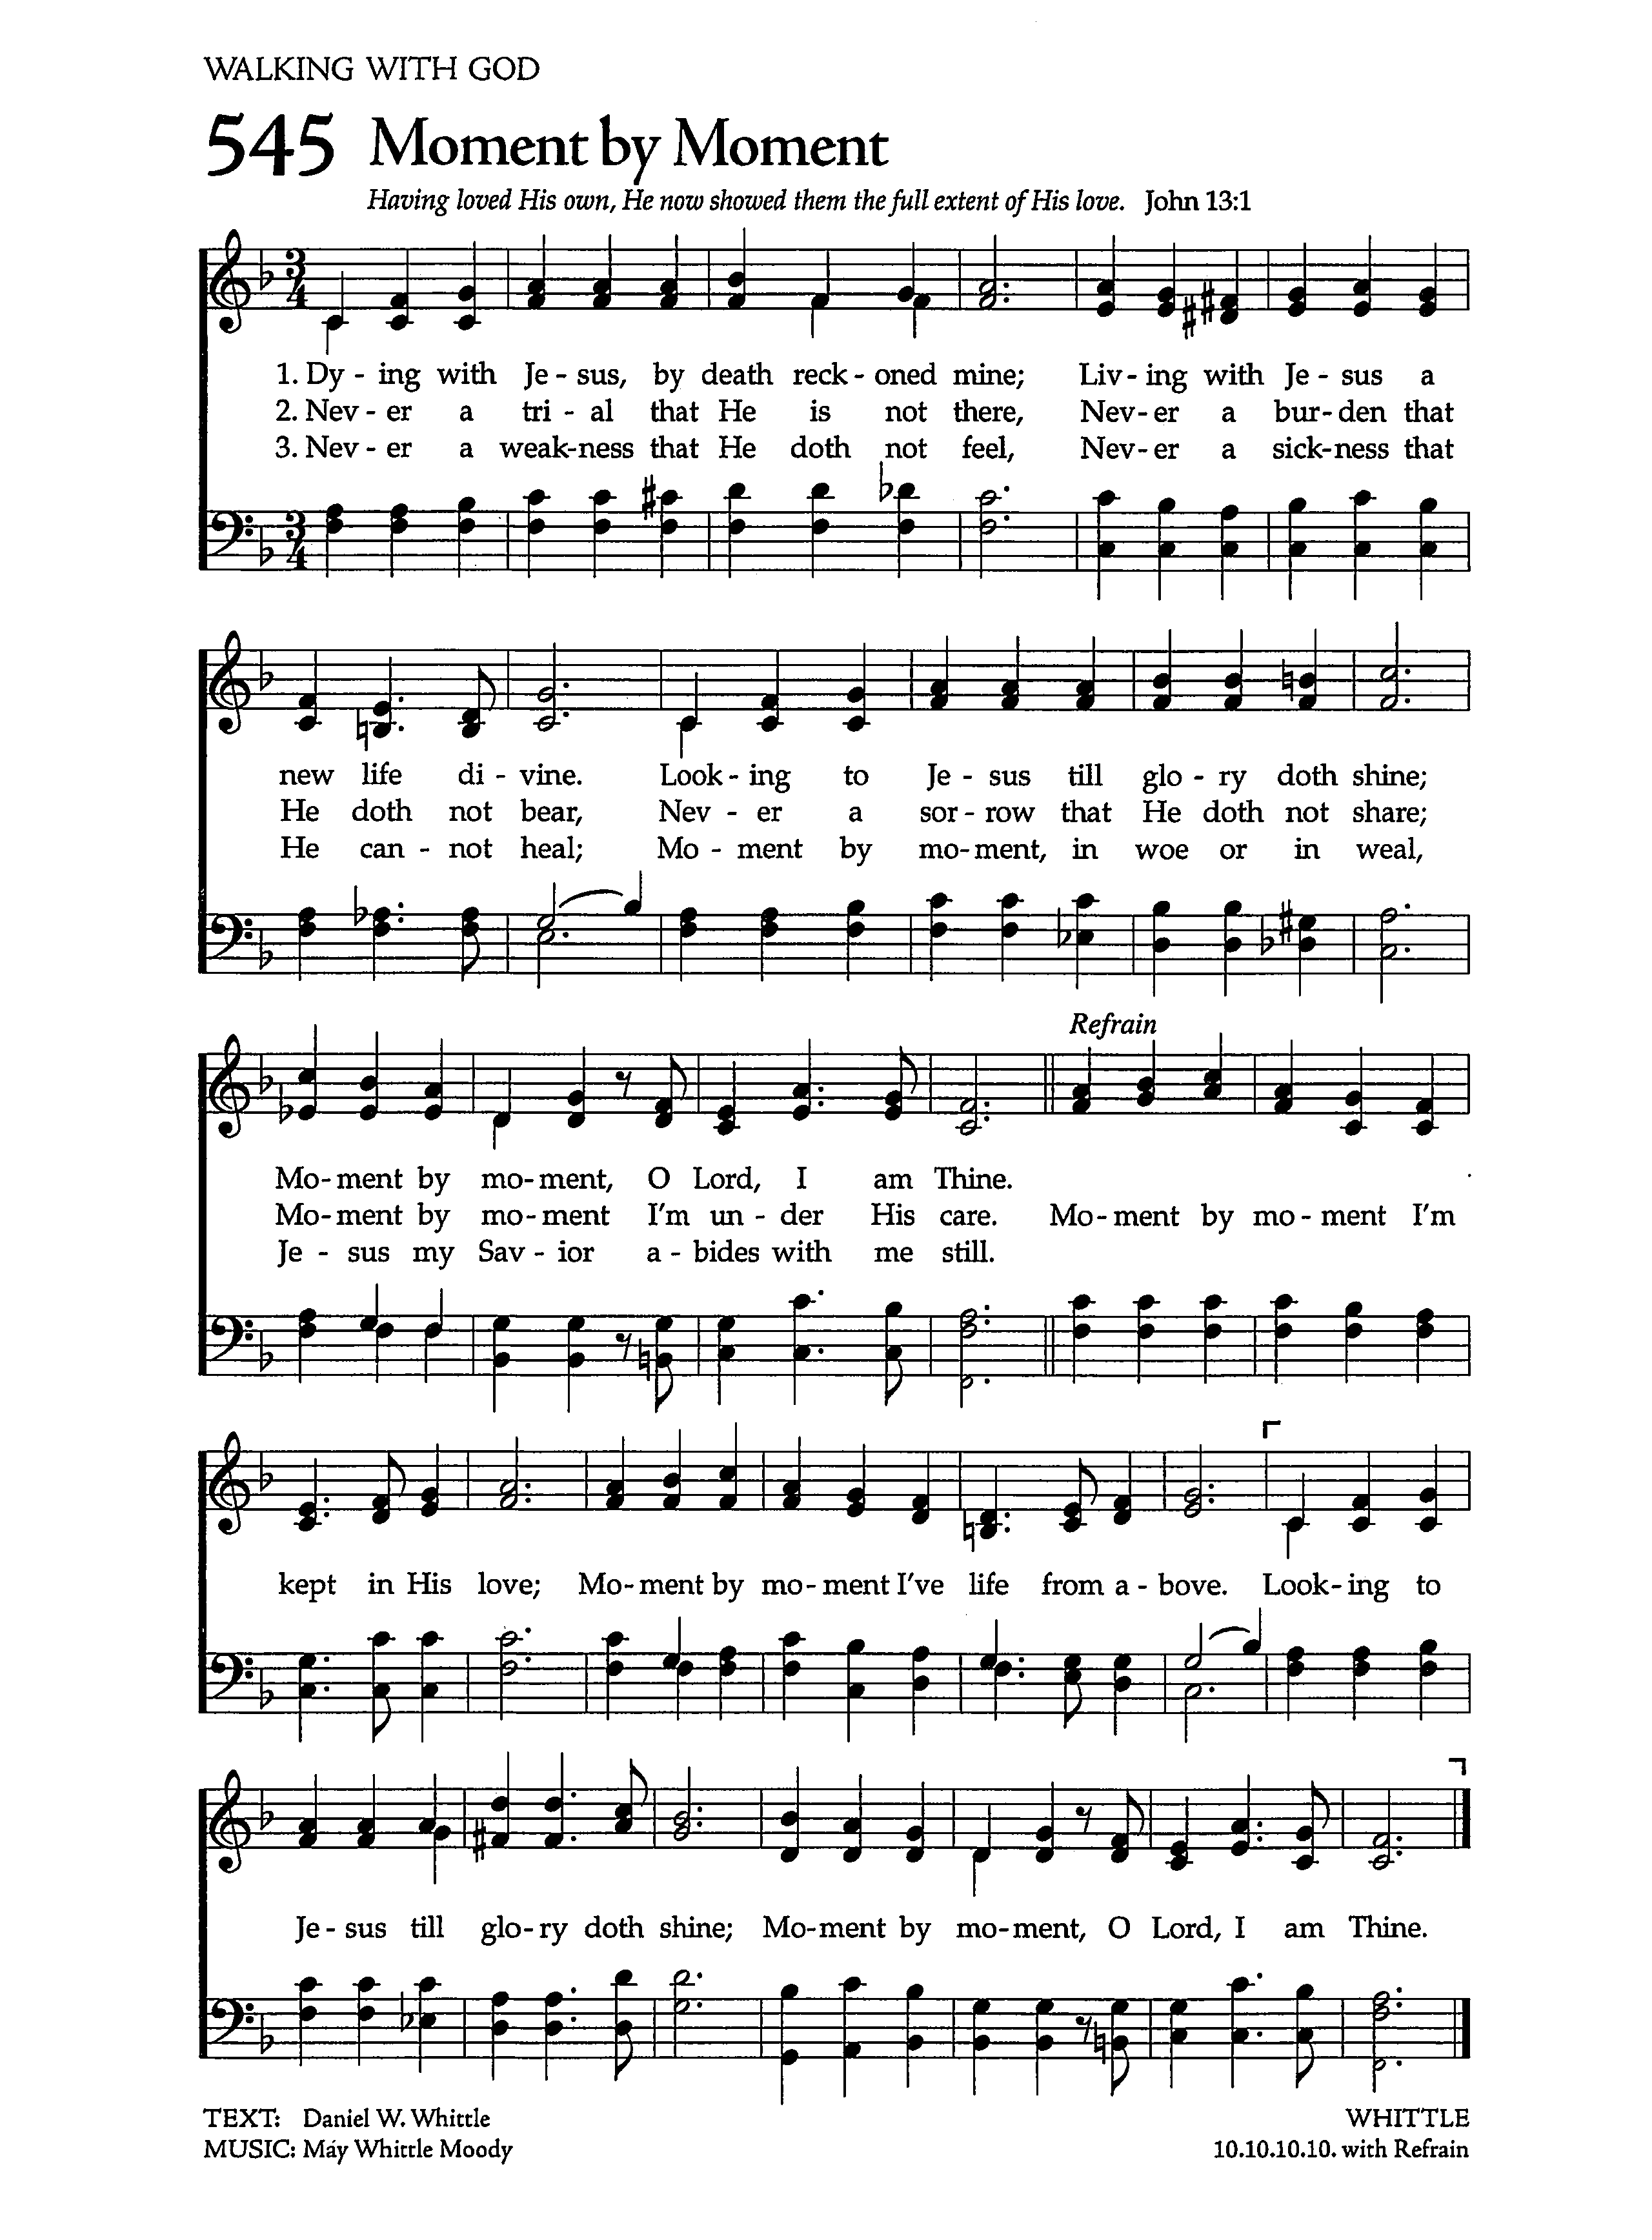 WALKING WITH GOD
545 Moment by Moment
Having loved His own, He now showed them the full extent of His love. John 13:1
3 4
1. Dy - ing with Je - sus, by death reck - oned mine; Liv - ing with Je - sus a
2. Nev - er a tri - al that He is not there, Nev - er a bur - den that
3. Nev - er a weak - ness that He doth not feel, Nev - er a sick - ness that
3 4
new life di - vine. Look - ing to Je - sus till glo - ry doth shine;
He doth not bear, Nev - er a sor - row that He doth not share;
He can - not heal; Mo - ment by mo - ment, in woe or in weal,
Refrain
Mo - ment by mo - ment, O Lord, I am Thine.
Mo - ment by mo - ment I'm un - der His care. Mo - ment by mo - ment I'm
Je - sus my Sav - ior a - bides with me still.
kept in His love; Mo - ment by mo - ment I've life from a - bove. Look - ing to
Je - sus till glo - ry doth shine; Mo - ment by mo - ment, O Lord, I am Thine.
TEXT: Daniel W. Whittle WHITTLE
MUSIC: May Whittle Moody 10.10.10.10. with Refrain